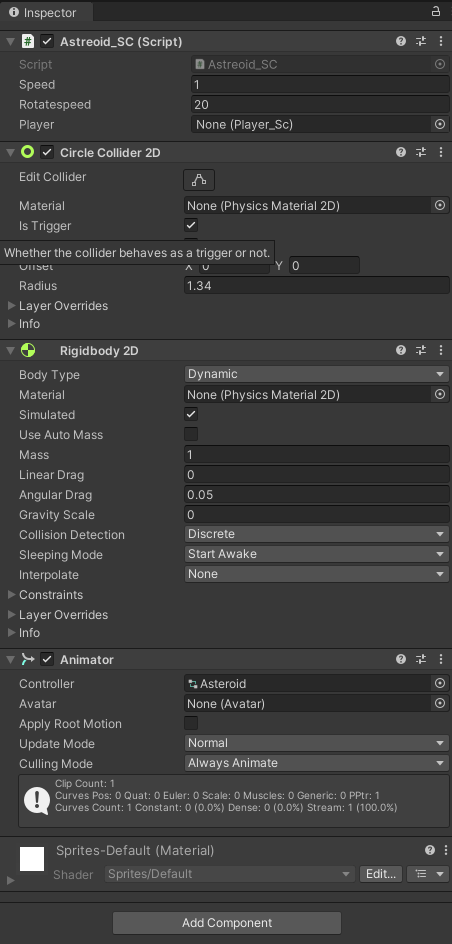 Inspector
# Astreoid_SC (Script)
Script # Astreoid_SC
Speed 1
Rotatespeed 20
Player None (Player_Sc)
Circle Collider 2D
Edit Collider
Material None (Physics Material 2D)
Is Trigger
Whether the collider behaves as a trigger or not.
Offset X 0 Y 0
Radius 1.34
Layer Overrides
Info
Rigidbody 2D
Body Type Dynamic
Material None (Physics Material 2D)
Simulated
Use Auto Mass
Mass 1
Linear Drag 0
Angular Drag 0.05
Gravity Scale 0
Collision Detection Discrete
Sleeping Mode Start Awake
Interpolate None
Constraints
Layer Overrides
Info
Animator
Controller Asteroid
Avatar None (Avatar)
Apply Root Motion
Update Mode Normal
Culling Mode Always Animate
Clip Count: 1
Curves Pos: 0 Quat: 0 Euler: 0 Scale: 0 Muscles: 0 Generic: 0 PPtr: 1
Curves Count: 1 Constant: 0 (0.0%) Dense: 0 (0.0%) Stream: 1 (100.0%)
Sprites-Default (Material)
Shader Sprites/Default Edit...
Add Component